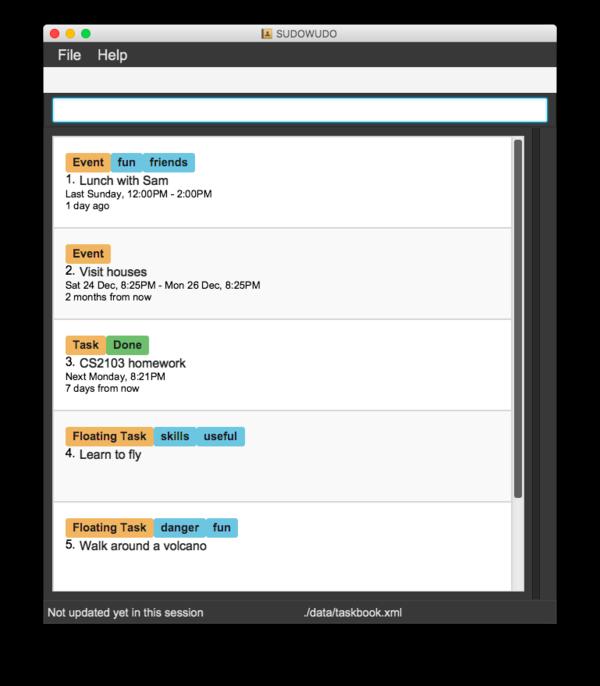 SUDOWUDO
File Help
Event fun friends
1. Lunch with Sam
Last Sunday, 12:00PM - 2:00PM
1 day ago
Event
2. Visit houses
Sat 24 Dec, 8:25PM - Mon 26 Dec, 8:25PM
2 months from now
Task Done
3. CS2103 homework
Next Monday, 8:21PM
7 days from now
Floating Task skills useful
4. Learn to fly
Floating Task danger fun
5. Walk around a volcano
Not updated yet in this session ./data/taskbook.xml